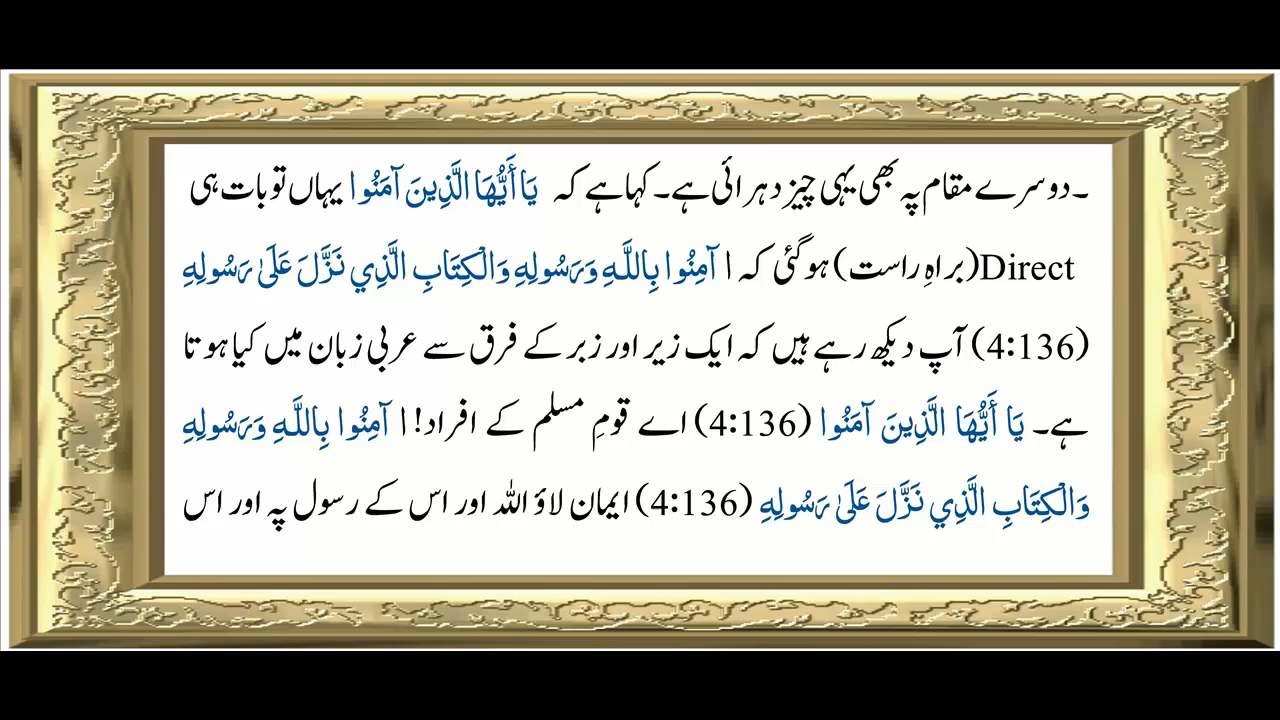 ۔ دوسرے مقام پہ بھی یہی چیز دہرائی ہے۔ کہا ہے کہ يَا أَيُّهَا الَّذِينَ آمَنُوا یہاں تو بات ہی
Direct (براہِ راست) ہوگئی کہ ا آمِنُوا بِاللَّهِ وَرَسُولِهِ وَالْكِتَابِ الَّذِي نَزَّلَ عَلَىٰ رَسُولِهِ
(4:136) آپ دیکھ رہے ہیں کہ ایک زیر اور زبر کے فرق سے عربی زبان میں کیا ہوتا
ہے۔ يَا أَيُّهَا الَّذِينَ آمَنُوا (4:136) اے قومِ مسلم کے افراد! ا آمِنُوا بِاللَّهِ وَرَسُولِهِ
وَالْكِتَابِ الَّذِي نَزَّلَ عَلَىٰ رَسُولِهِ (4:136) ایمان لاؤ اللہ اور اس کے رسول پہ اور اس